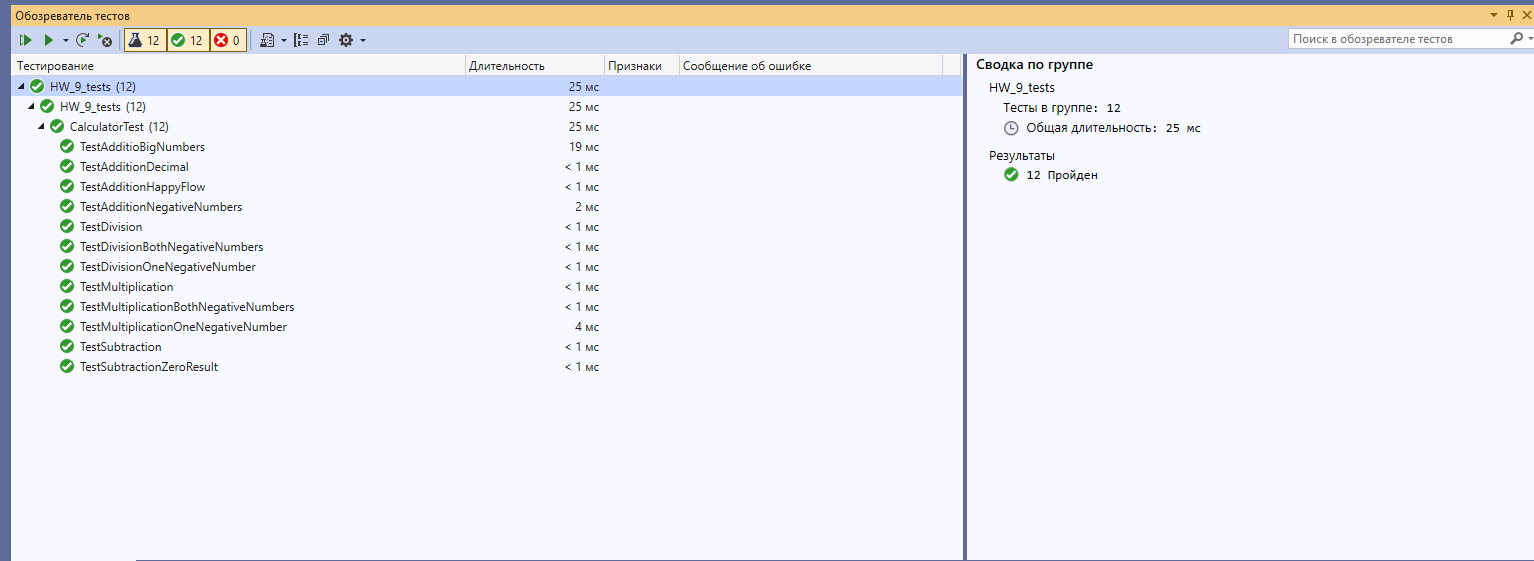 Обозреватель тестов
12 12 0
Поиск в обозревателе тестов
Тестирование Длительность Признаки Сообщение об ошибке
HW_9_tests (12) 25 мс
HW_9_tests (12) 25 мс
CalculatorTest (12) 25 мс
TestAdditioBigNumbers 19 мс
TestAdditionDecimal < 1 мс
TestAdditionHappyFlow < 1 мс
TestAdditionNegativeNumbers 2 мс
TestDivision < 1 мс
TestDivisionBothNegativeNumbers < 1 мс
TestDivisionOneNegativeNumber < 1 мс
TestMultiplication < 1 мс
TestMultiplicationBothNegativeNumbers < 1 мс
TestMultiplicationOneNegativeNumber 4 мс
TestSubtraction < 1 мс
TestSubtractionZeroResult < 1 мс
Сводка по группе
HW_9_tests
Тесты в группе: 12
Общая длительность: 25 мс
Результаты
12 Пройден